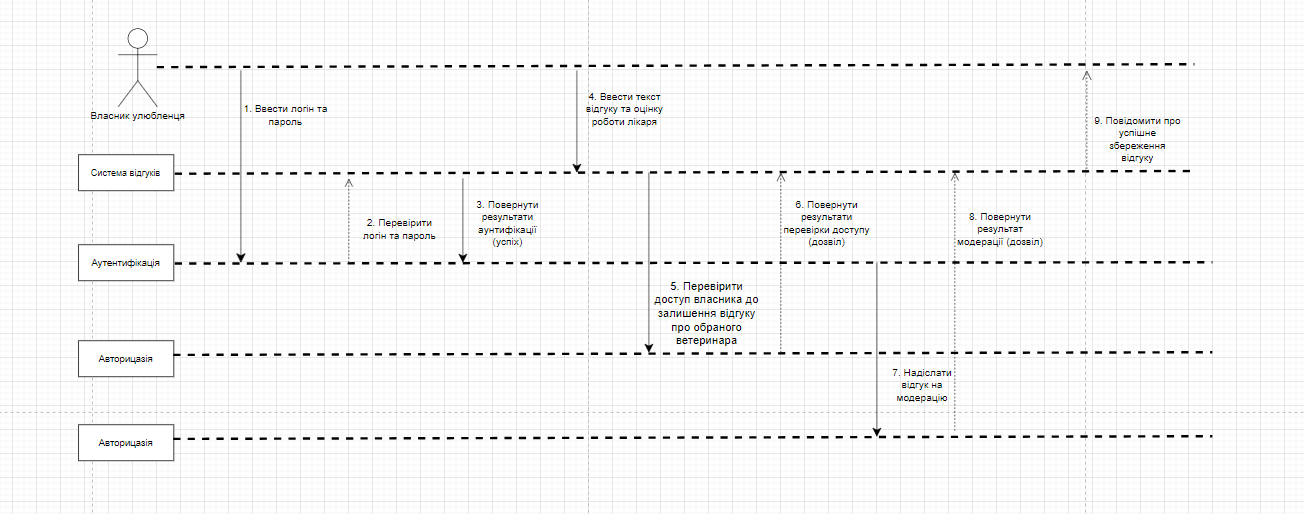 Власник улюбленця
1. Ввести логін та
пароль
4. Ввести текст
відгуку та оцінку
роботи лікаря
9. Повідомити про
успішне
збереження
відгуку
Система відгуків
2. Перевірити
логін та пароль
3. Повернути
результати
аунтифікації
(успіх)
6. Повернути
результати
перевірки доступу
(дозвіл)
8. Повернути
результат
модерації (дозвіл)
Аутентифікація
5. Перевірити
доступ власника до
залишення відгуку
про обраного
ветеринара
Авторицазія
7. Надіслати
відгук на
модерацію
Авторицазія